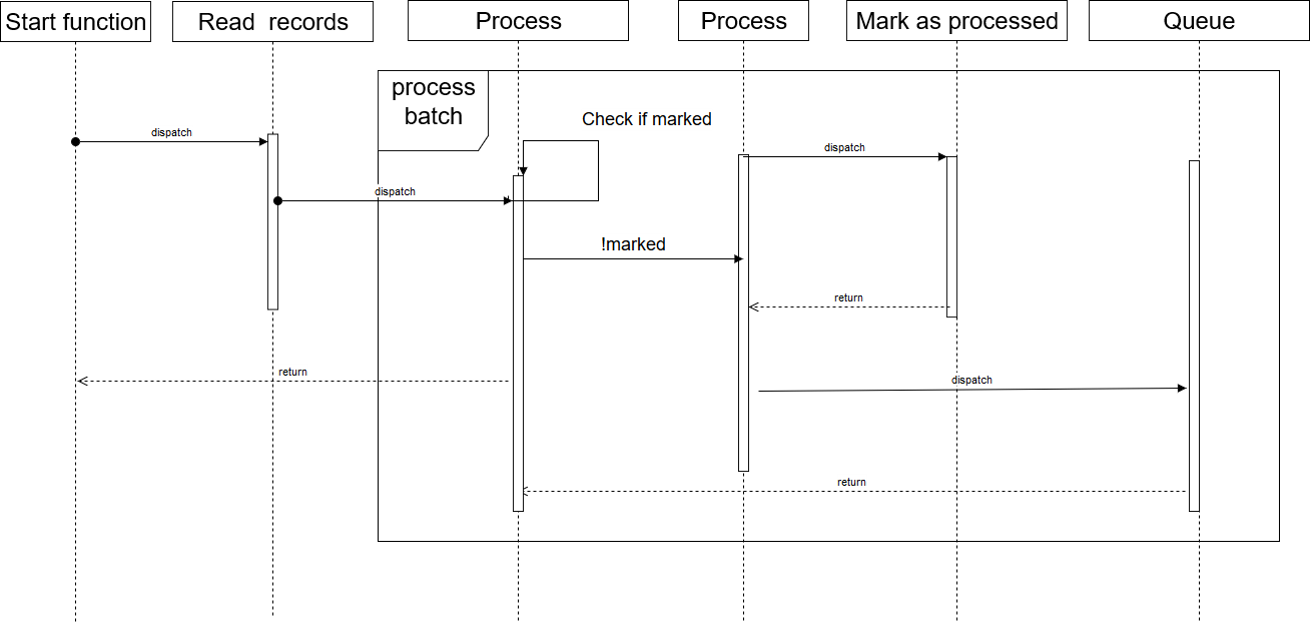 Start function
Read  records
Process
Process
Mark as processed
Queue
process
batch
Check if marked
dispatch
dispatch
dispatch
!marked
return
return
dispatch
return